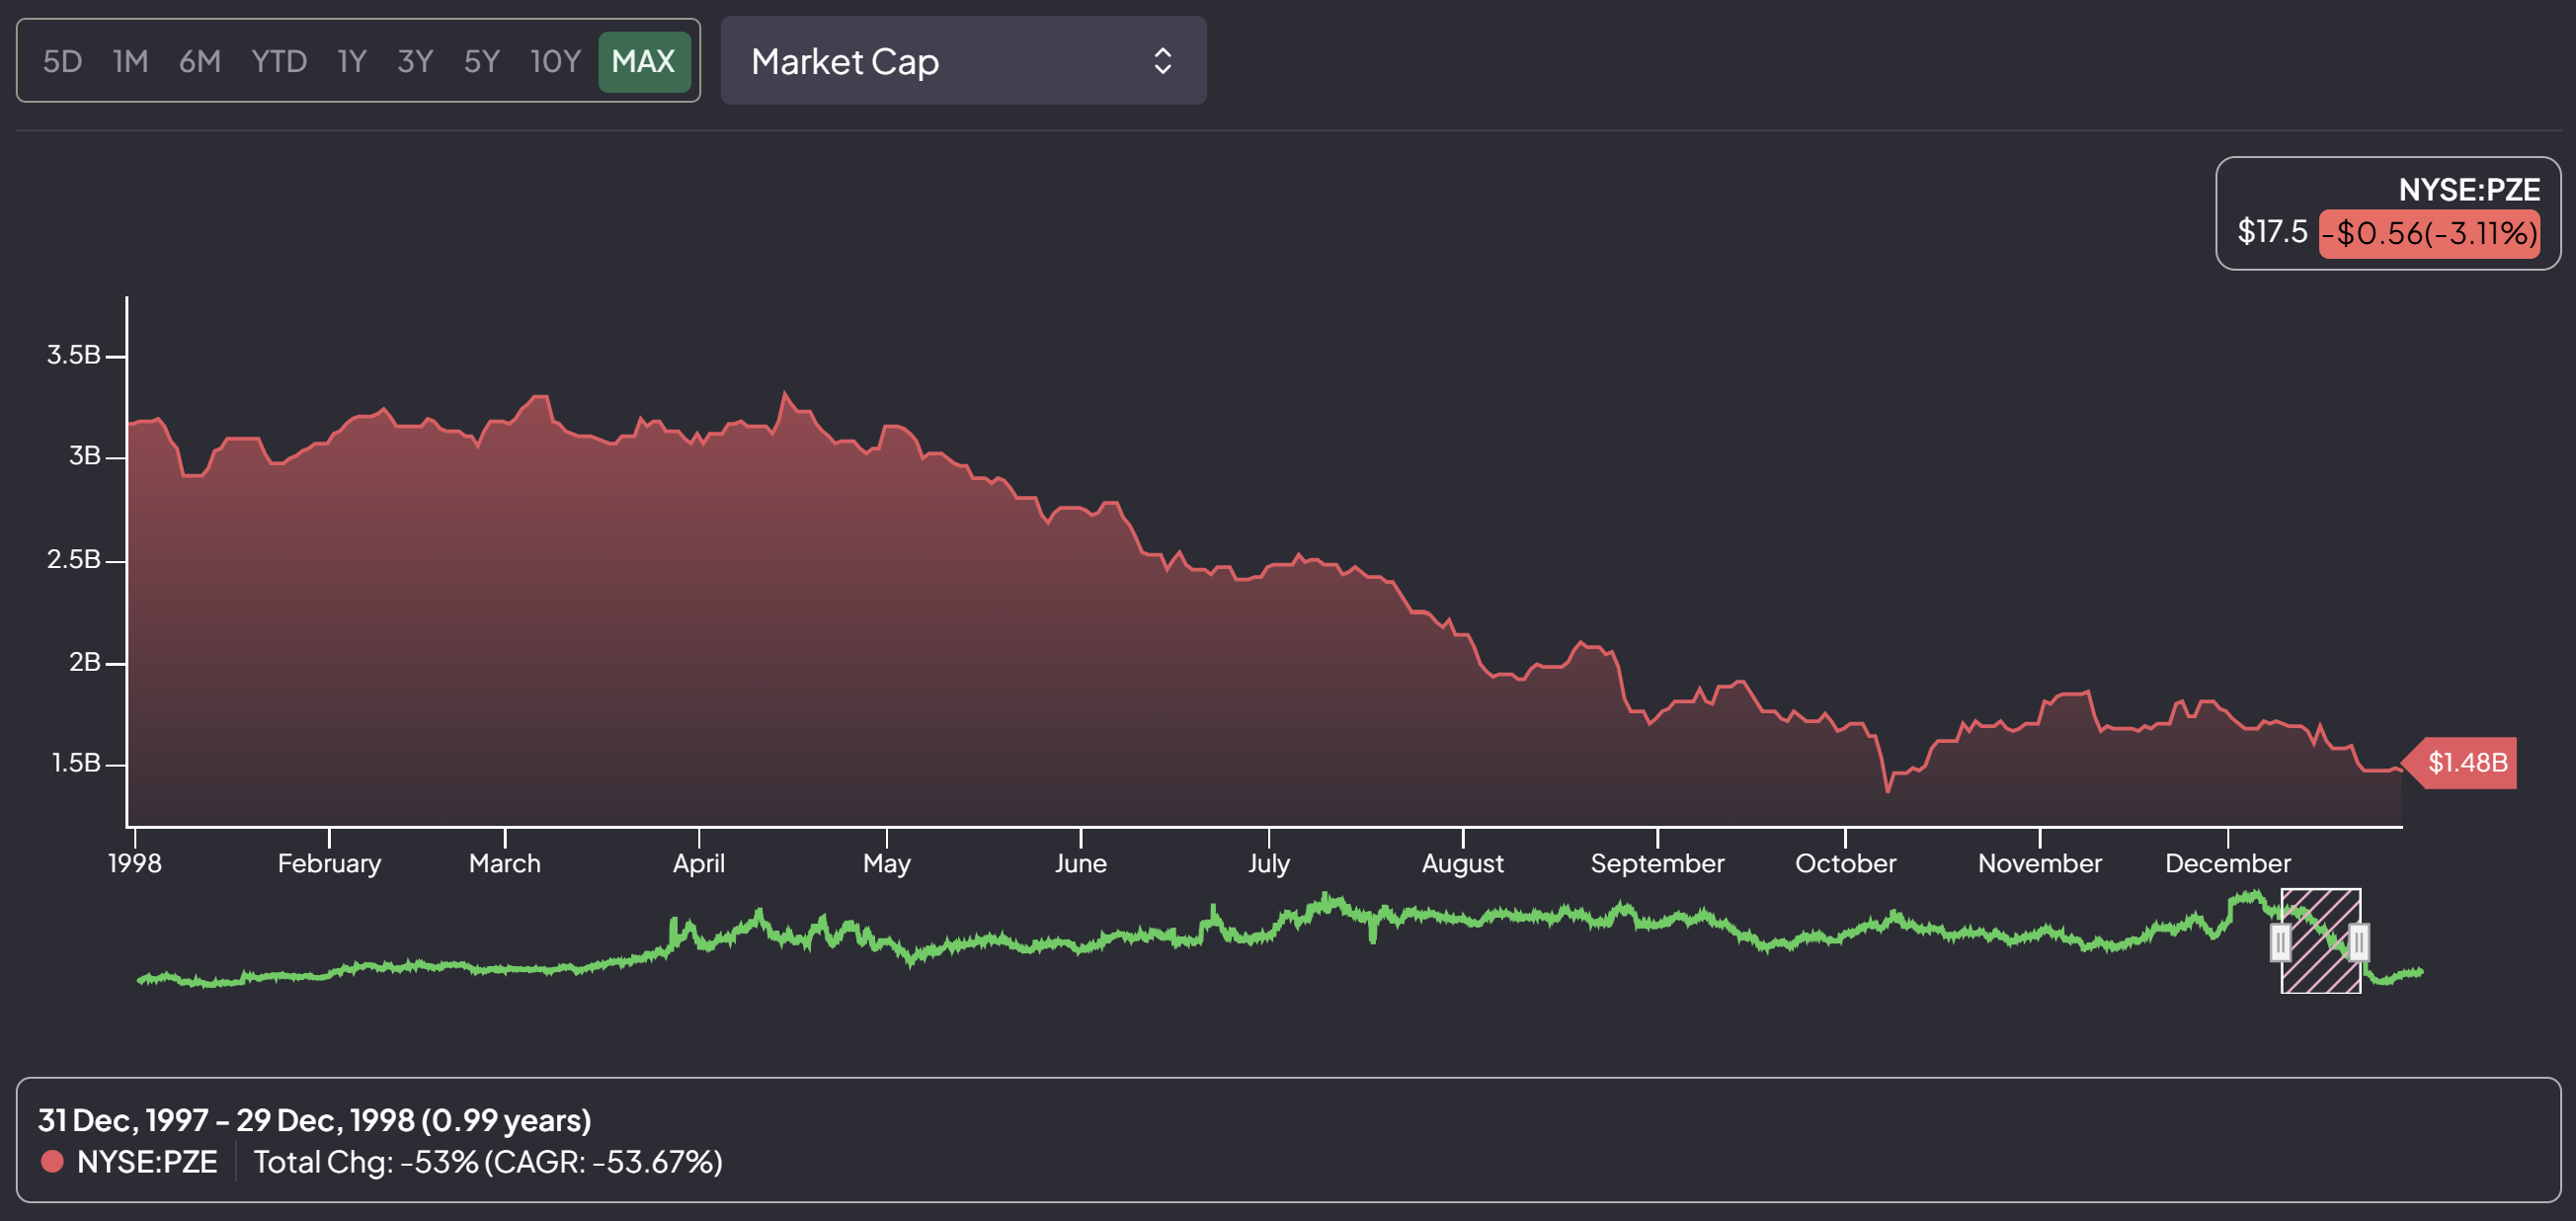 5D 1M 6M YTD 1Y 3Y 5Y 10Y MAX
Market Cap
NYSE:PZE
$17.5 -$0.56(-3.11%)
3.5B
3B
2.5B
2B
1.5B
$1.48B
1998 February March April May June July August September October November December
31 Dec, 1997 - 29 Dec, 1998 (0.99 years)
NYSE:PZE Total Chg: -53% (CAGR: -53.67%)